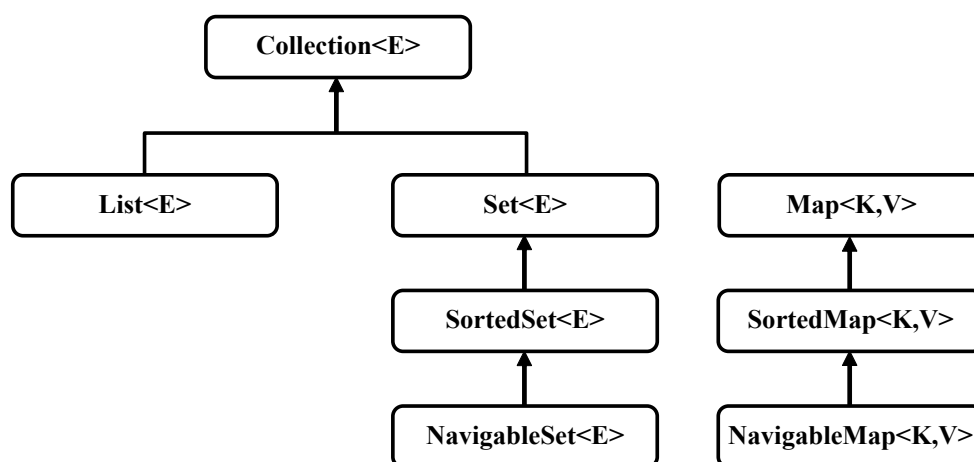 Collection<E>
List<E>
Set<E>
Map<K,V>
SortedSet<E>
SortedMap<K,V>
NavigableSet<E>
NavigableMap<K,V>